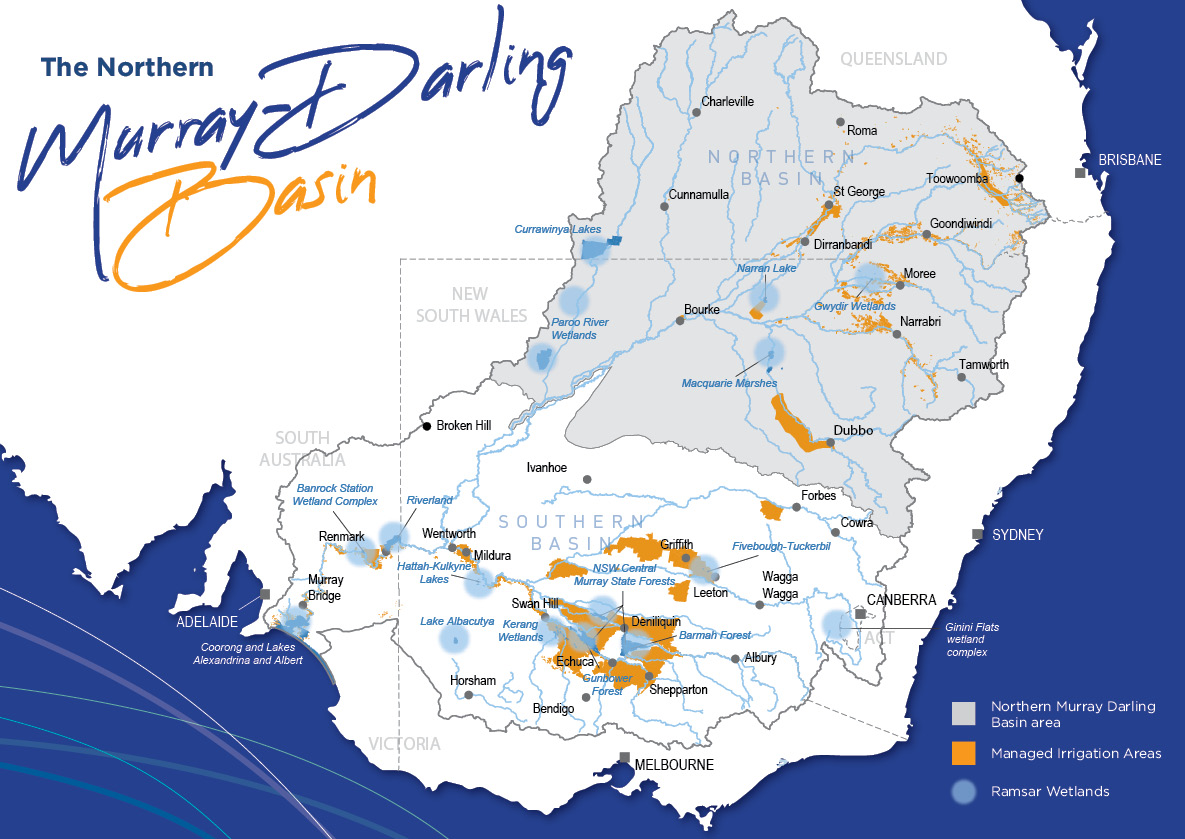 The Northern
Murray-Darling
Basin
QUEENSLAND
Charleville
Roma
BRISBANE
NORTHERN
BASIN
Toowoomba
Cunnamulla
St George
Currawinya Lakes
Goondiwindi
Dirranbandi
Narran Lake
Moree
NEW
SOUTH WALES
Gwydir Wetlands
Bourke
Paroo River
Wetlands
Narrabri
Tamworth
Macquarie Marshes
Broken Hill
Dubbo
SOUTH
AUSTRALIA
Ivanhoe
Banrock Station
Wetland Complex
Riverland
Forbes
SOUTHERN
BASIN
Cowra
Renmark
Wentworth
SYDNEY
Mildura
Griffith
Fivebough-Tuckerbil
Hattah-Kulkyne
Lakes
NSW Central
Murray State Forests
Murray
Bridge
Leeton
Wagga
Wagga
Swan Hill
CANBERRA
ADELAIDE
Lake Albacutya
Kerang
Wetlands
Deniliquin
Barmah Forest
ACT
Ginini Flats
wetland
complex
Coorong and Lakes
Alexandrina and Albert
Echuca
Albury
Horsham
Gunbower
Forest
Shepparton
Bendigo
VICTORIA
MELBOURNE
Northern Murray Darling
Basin area
Managed Irrigation Areas
Ramsar Wetlands